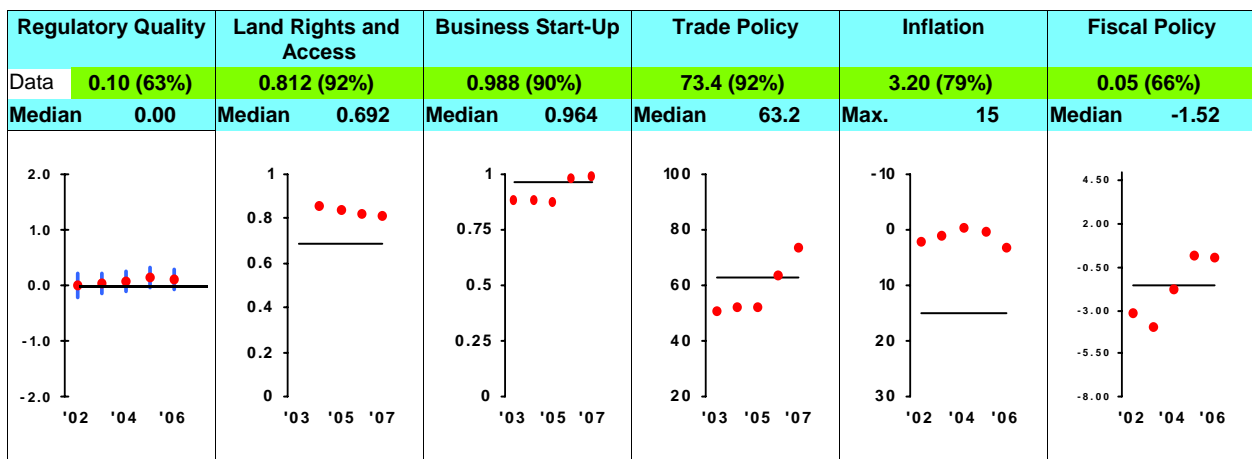 Regulatory Quality
Data 0.10 (63%)
Median 0.00
2.0
1.0
0.0
-1.0
-2.0
'02 '04 '06
Land Rights and
Access
0.812 (92%)
Median 0.692
1
0.8
0.6
0.4
0.2
0
'03 '05 '07
Business Start-Up
0.988 (90%)
Median 0.964
1
0.75
0.5
0.25
0
'03 '05 '07
Trade Policy
73.4 (92%)
Median 63.2
100
80
60
40
20
'03 '05 '07
Inflation
3.20 (79%)
Max. 15
-10
0
10
20
30
'02 '04 '06
Fiscal Policy
0.05 (66%)
Median -1.52
4.50
2.00
-0.50
-3.00
-5.50
-8.00
'02 '04 '06